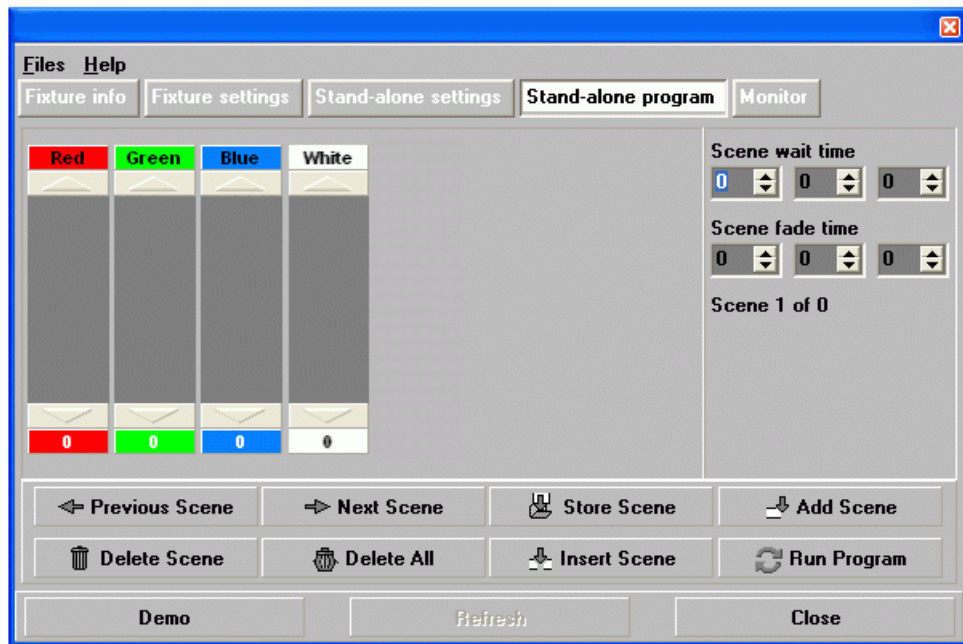 Files Help
Fixture info Fixture settings Stand-alone settings Stand-alone program Monitor
Red Green Blue White
Scene wait time
0 0 0
Scene fade time
0 0 0
Scene 1 of 0
0 0 0 0
Previous Scene Next Scene Store Scene Add Scene
Delete Scene Delete All Insert Scene Run Program
Demo Refresh Close